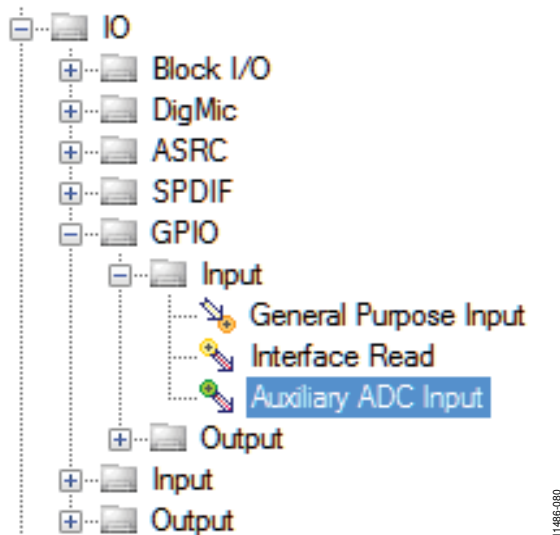 IO
Block I/O
DigMic
ASRC
SPDIF
GPIO
Input
General Purpose Input
Interface Read
Auxiliary ADC Input
Output
Input
Output
1486-080